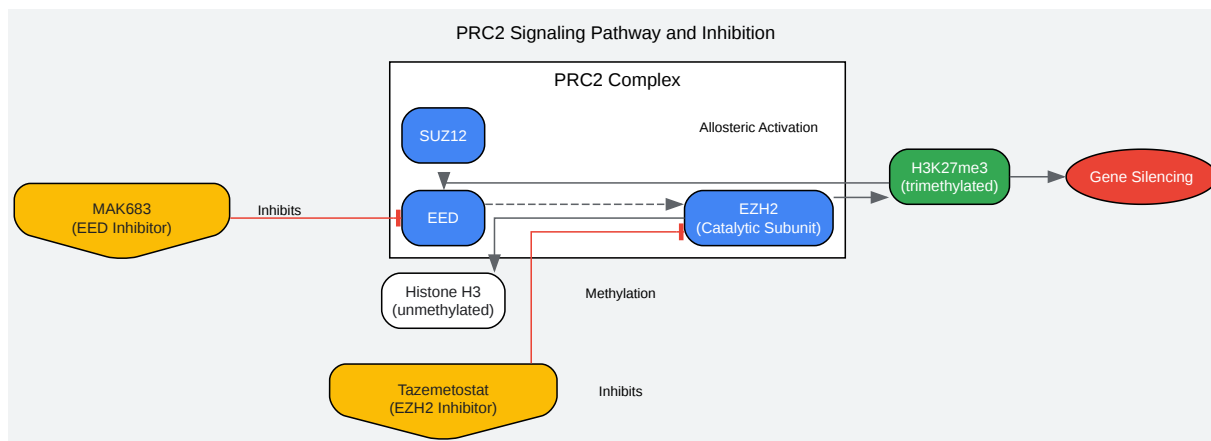 PRC2 Signaling Pathway and Inhibition
PRC2 Complex
SUZ12
Allosteric Activation
H3K27me3
(trimethylated)
Gene Silencing
MAK683
(EED Inhibitor)
Inhibits
EED
EZH2
(Catalytic Subunit)
Histone H3
(unmethylated)
Methylation
Tazemetostat
(EZH2 Inhibitor)
Inhibits